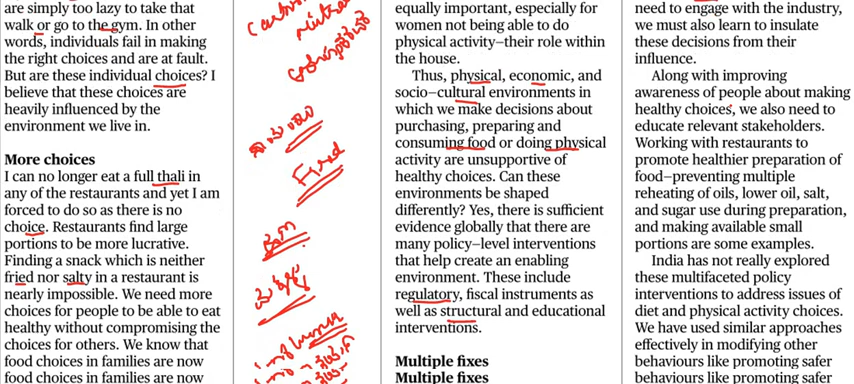 are simply too lazy to take that
walk or go to the gym. In other
words, individuals fail in making
the right choices and are at fault.
But are these individual choices? I
believe that these choices are
heavily influenced by the
environment we live in.
More choices
I can no longer eat a full thali in
any of the restaurants and yet I am
forced to do so as there is no
choice. Restaurants find large
portions to be more lucrative.
Finding a snack which is neither
fried nor salty in a restaurant is
nearly impossible. We need more
choices for people to be able to eat
healthy without compromising the
choices for others. We know that
food choices in families are now
food choices in families are now
Fired
equally important, especially for
women not being able to do
physical activity—their role within
the house.
Thus, physical, economic, and
socio-cultural environments in
which we make decisions about
purchasing, preparing and
consuming food or doing physical
activity are unsupportive of
healthy choices. Can these
environments be shaped
differently? Yes, there is sufficient
evidence globally that there are
many policy-level interventions
that help create an enabling
environment. These include
regulatory, fiscal instruments as
well as structural and educational
interventions.
Multiple fixes
Multiple fixes
need to engage with the industry,
we must also learn to insulate
these decisions from their
influence.
Along with improving
awareness of people about making
healthy choices, we also need to
educate relevant stakeholders.
Working with restaurants to
promote healthier preparation of
food—preventing multiple
reheating of oils, lower oil, salt,
and sugar use during preparation,
and making available small
portions are some examples.
India has not really explored
these multifaceted policy
interventions to address issues of
diet and physical activity choices.
We have used similar approaches
effectively in modifying other
behaviours like promoting safer
behaviours like promoting safer